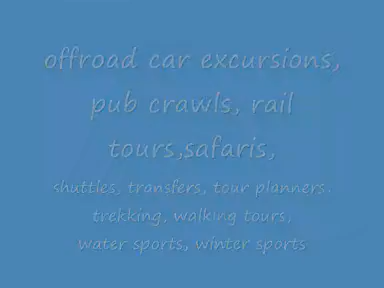 offroad car excursions,
pub crawls, rail
tours,safaris,
shuttles, transfers, tour planners.
trekking, walking tours,
water sports, winter sports